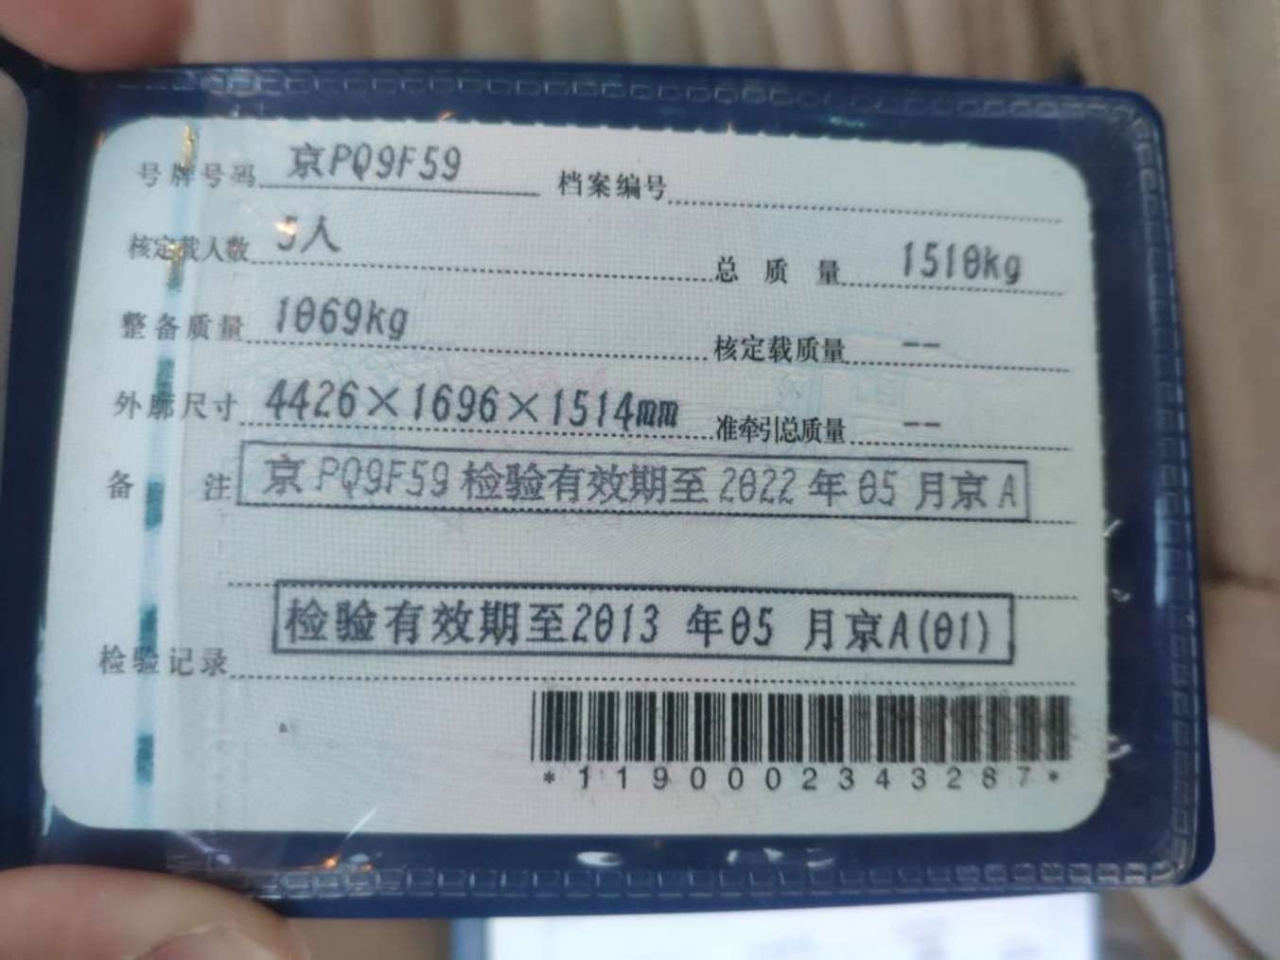 号牌号码 京PQ9F59 档案编号
核定载人数 5人 总质量 1510kg
整备质量 1069kg 核定载质量 --
外廓尺寸 4426×1696×1514mm 准牵引总质量 --
备注 京PQ9F59检验有效期至2022年05月京A
检验记录 检验有效期至2013年05月京A(01)
*1190002343287*